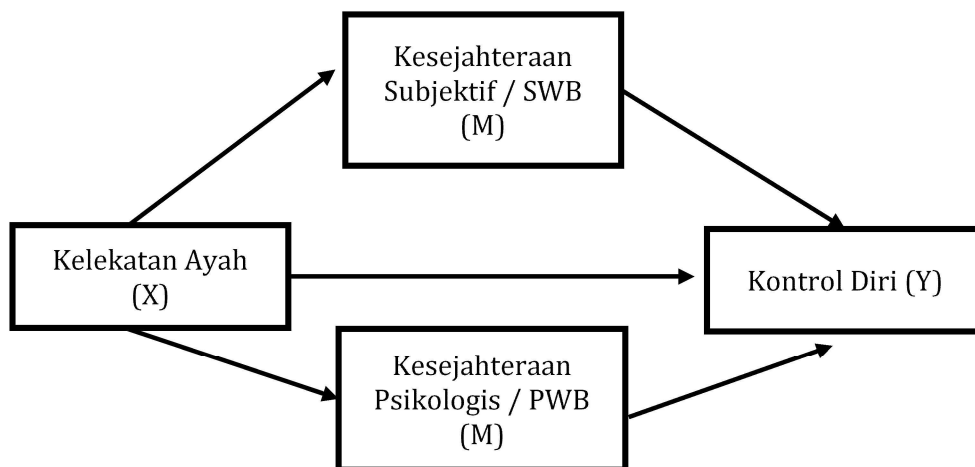 Kesejahteraan
Subjektif / SWB
(M)
Kelekatan Ayah
(X)
Kontrol Diri (Y)
Kesejahteraan
Psikologis / PWB
(M)